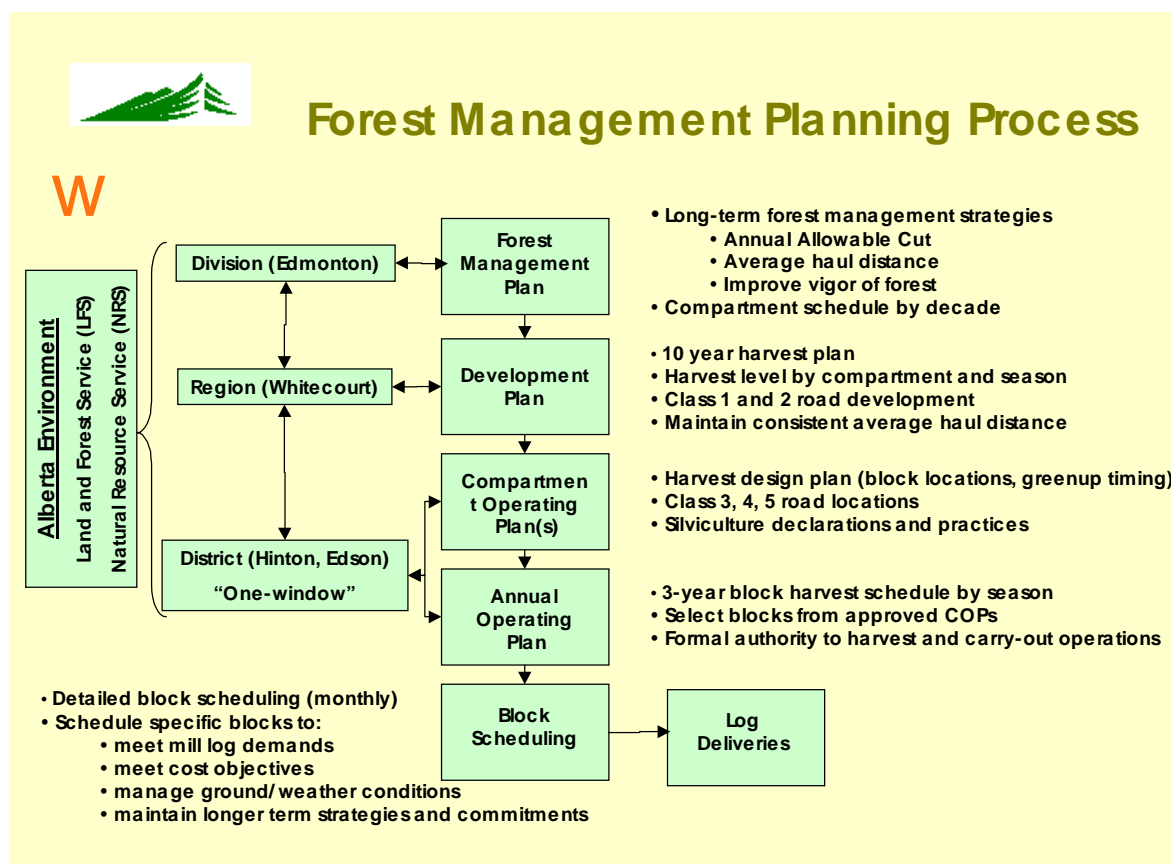 Forest Management Planning Process
W
Alberta Environment
Land and Forest Service (LFS)
Natural Resource Service (NRS)
Division (Edmonton)
Region (Whitecourt)
District (Hinton, Edson)
“One-window”
Forest
Management
Plan
• Long-term forest management strategies
• Annual Allowable Cut
• Average haul distance
• Improve vigor of forest
• Compartment schedule by decade
Development
Plan
• 10 year harvest plan
• Harvest level by compartment and season
• Class 1 and 2 road development
• Maintain consistent average haul distance
Compartmen
t Operating
Plan(s)
• Harvest design plan (block locations, greenup timing)
• Class 3, 4, 5 road locations
• Silviculture declarations and practices
Annual
Operating
Plan
• 3-year block harvest schedule by season
• Select blocks from approved COPs
• Formal authority to harvest and carry-out operations
• Detailed block scheduling (monthly)
• Schedule specific blocks to:
• meet mill log demands
• meet cost objectives
• manage ground/weather conditions
• maintain longer term strategies and commitments
Block
Scheduling
Log
Deliveries